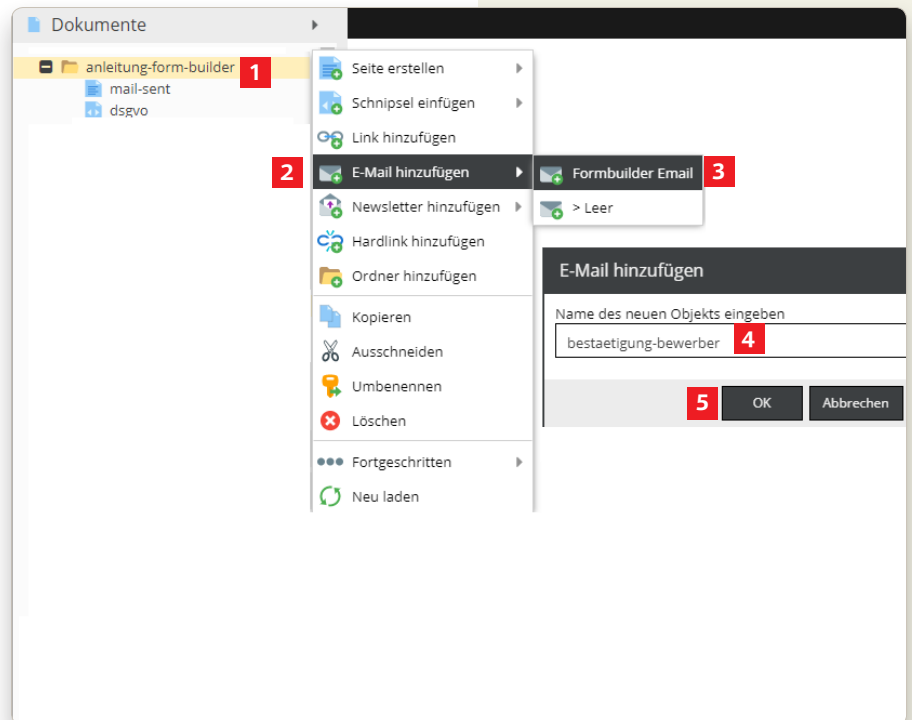 Dokumente
anleitung-form-builder 1
mail-sent
dsgvo
Seite erstellen
Schnipsel einfügen
Link hinzufügen
2 E-Mail hinzufügen
Newsletter hinzufügen
Hardlink hinzufügen
Ordner hinzufügen
Kopieren
Ausschneiden
Umbenennen
Löschen
Fortgeschritten
Neu laden
Formbuilder Email 3
> Leer
E-Mail hinzufügen
Name des neuen Objekts eingeben
bestaetigung-bewerber 4
5 OK Abbrechen